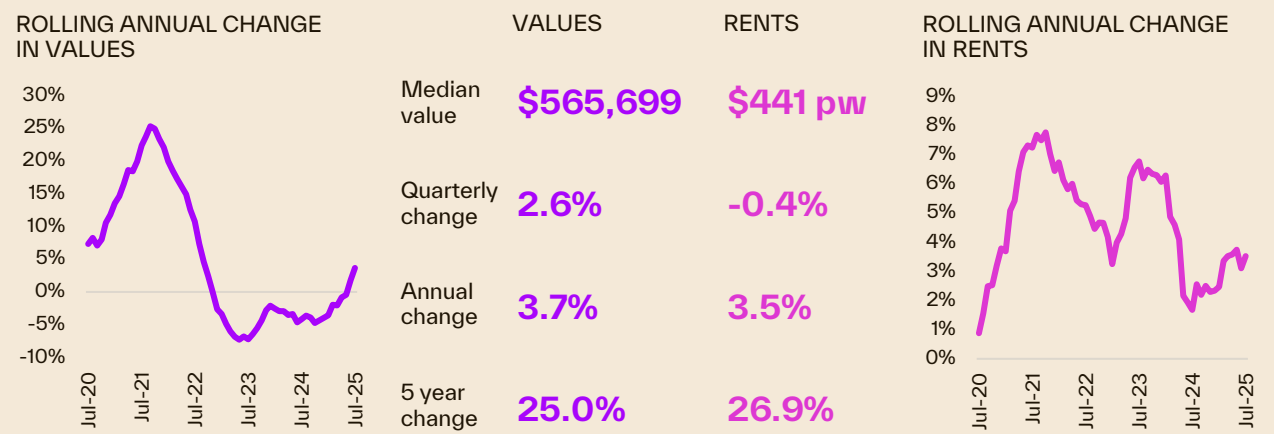 ROLLING ANNUAL CHANGE
IN VALUES
30%
25%
20%
15%
10%
5%
0%
-5%
-10%
Jul-20
Jul-21
Jul-22
Jul-23
Jul-24
Jul-25
VALUES
RENTS
Median
value
$565,699
$441 pw
Quarterly
change
2.6%
-0.4%
Annual
change
3.7%
3.5%
5 year
change
25.0%
26.9%
ROLLING ANNUAL CHANGE
IN RENTS
9%
8%
7%
6%
5%
4%
3%
2%
1%
0%
Jul-20
Jul-21
Jul-22
Jul-23
Jul-24
Jul-25